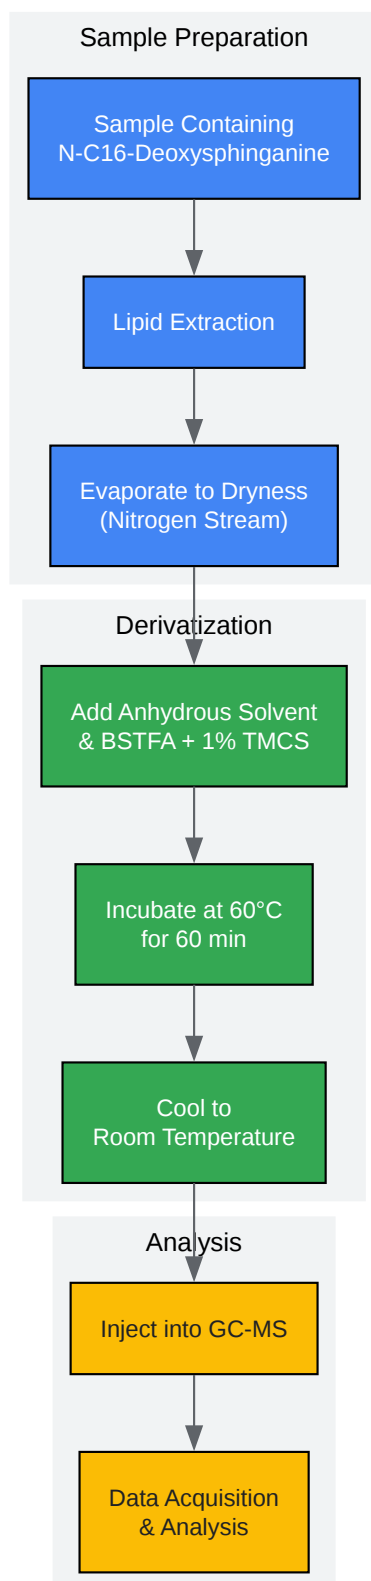 Sample Preparation
Sample Containing
N-C16-Deoxysphinganine
Lipid Extraction
Evaporate to Dryness
(Nitrogen Stream)
Derivatization
Add Anhydrous Solvent
& BSTFA + 1% TMCS
Incubate at 60°C
for 60 min
Cool to
Room Temperature
Analysis
Inject into GC-MS
Data Acquisition
& Analysis